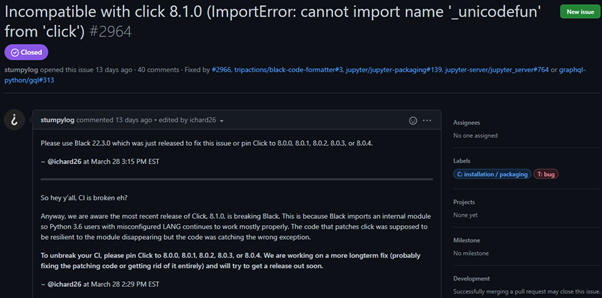 Incompatible with click 8.1.0 (ImportError: cannot import name '_unicodefun'
from 'click') #2964
New issue
Closed
stumpylog opened this issue 13 days ago · 40 comments · Fixed by #2966, tripactions/black-code-formatter#3, jupyter/jupyter-packaging#139, jupyter-server/jupyter_server#764 or graphql-
python/gql#313
stumpylog commented 13 days ago • edited by ichard26
Please use Black 22.3.0 which was just released to fix this issue or pin Click to 8.0.0, 8.0.1, 8.0.2, 8.0.3, or 8.0.4.
~ @ichard26 at March 28 3:15 PM EST
So hey y'all, CI is broken eh?
Anyway, we are aware the most recent release of Click, 8.1.0, is breaking Black. This is because Black imports an internal module
so Python 3.6 users with misconfigured LANG continues to work mostly properly. The code that patches click was supposed to
be resilient to the module disappearing but the code was catching the wrong exception.
To unbreak your CI, please pin Click to 8.0.0, 8.0.1, 8.0.2, 8.0.3, or 8.0.4. We are working on a more longterm fix (probably
fixing the patching code or getting rid of it entirely) and will try to get a release out soon.
~ @ichard26 at March 28 2:29 PM EST
Assignees
No one assigned
Labels
C: installation / packaging T: bug
Projects
None yet
Milestone
No milestone
Development
Successfully merging a pull request may close this issue.